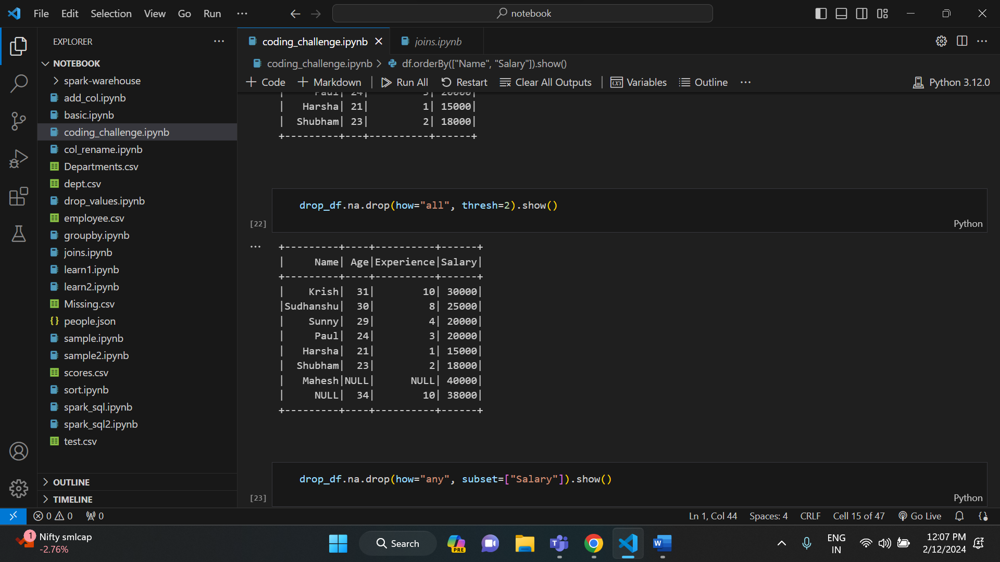 File Edit Selection View Go Run ··· notebook
EXPLORER
NOTEBOOK
spark-warehouse
add_col.ipynb
basic.ipynb
coding_challenge.ipynb
col_rename.ipynb
Departments.csv
dept.csv
drop_values.ipynb
employee.csv
groupby.ipynb
joins.ipynb
learn1.ipynb
learn2.ipynb
Missing.csv
people.json
sample.ipynb
sample2.ipynb
scores.csv
sort.ipynb
spark_sql.ipynb
spark_sql2.ipynb
test.csv
OUTLINE
TIMELINE
coding_challenge.ipynb joins.ipynb
coding_challenge.ipynb > df.orderBy(["Name", "Salary"]).show()
+ Code + Markdown | Run All Restart Clear All Outputs | Variables Outline ··· Python 3.12.0
|     Paul| 24|         3| 20000|
|   Harsha| 21|         1| 15000|
|  Shubham| 23|         2| 18000|
+---------+---+----------+------+
drop_df.na.drop(how="all", thresh=2).show()
[22] Python
+---------+----+----------+------+
|     Name| Age|Experience|Salary|
+---------+----+----------+------+
|    Krish|  31|        10| 30000|
|Sudhanshu|  30|         8| 25000|
|    Sunny|  29|         4| 20000|
|     Paul|  24|         3| 20000|
|   Harsha|  21|         1| 15000|
|  Shubham|  23|         2| 18000|
|   Mahesh|NULL|      NULL| 40000|
|     NULL|  34|        10| 38000|
+---------+----+----------+------+
drop_df.na.drop(how="any", subset=["Salary"]).show()
[23] Python
0 0 0 Ln 1, Col 44 Spaces: 4 CRLF Cell 15 of 47 Go Live
1 Nifty smlcap
-2.76%
Search
PRE
ENG
IN
12:07 PM
2/12/2024